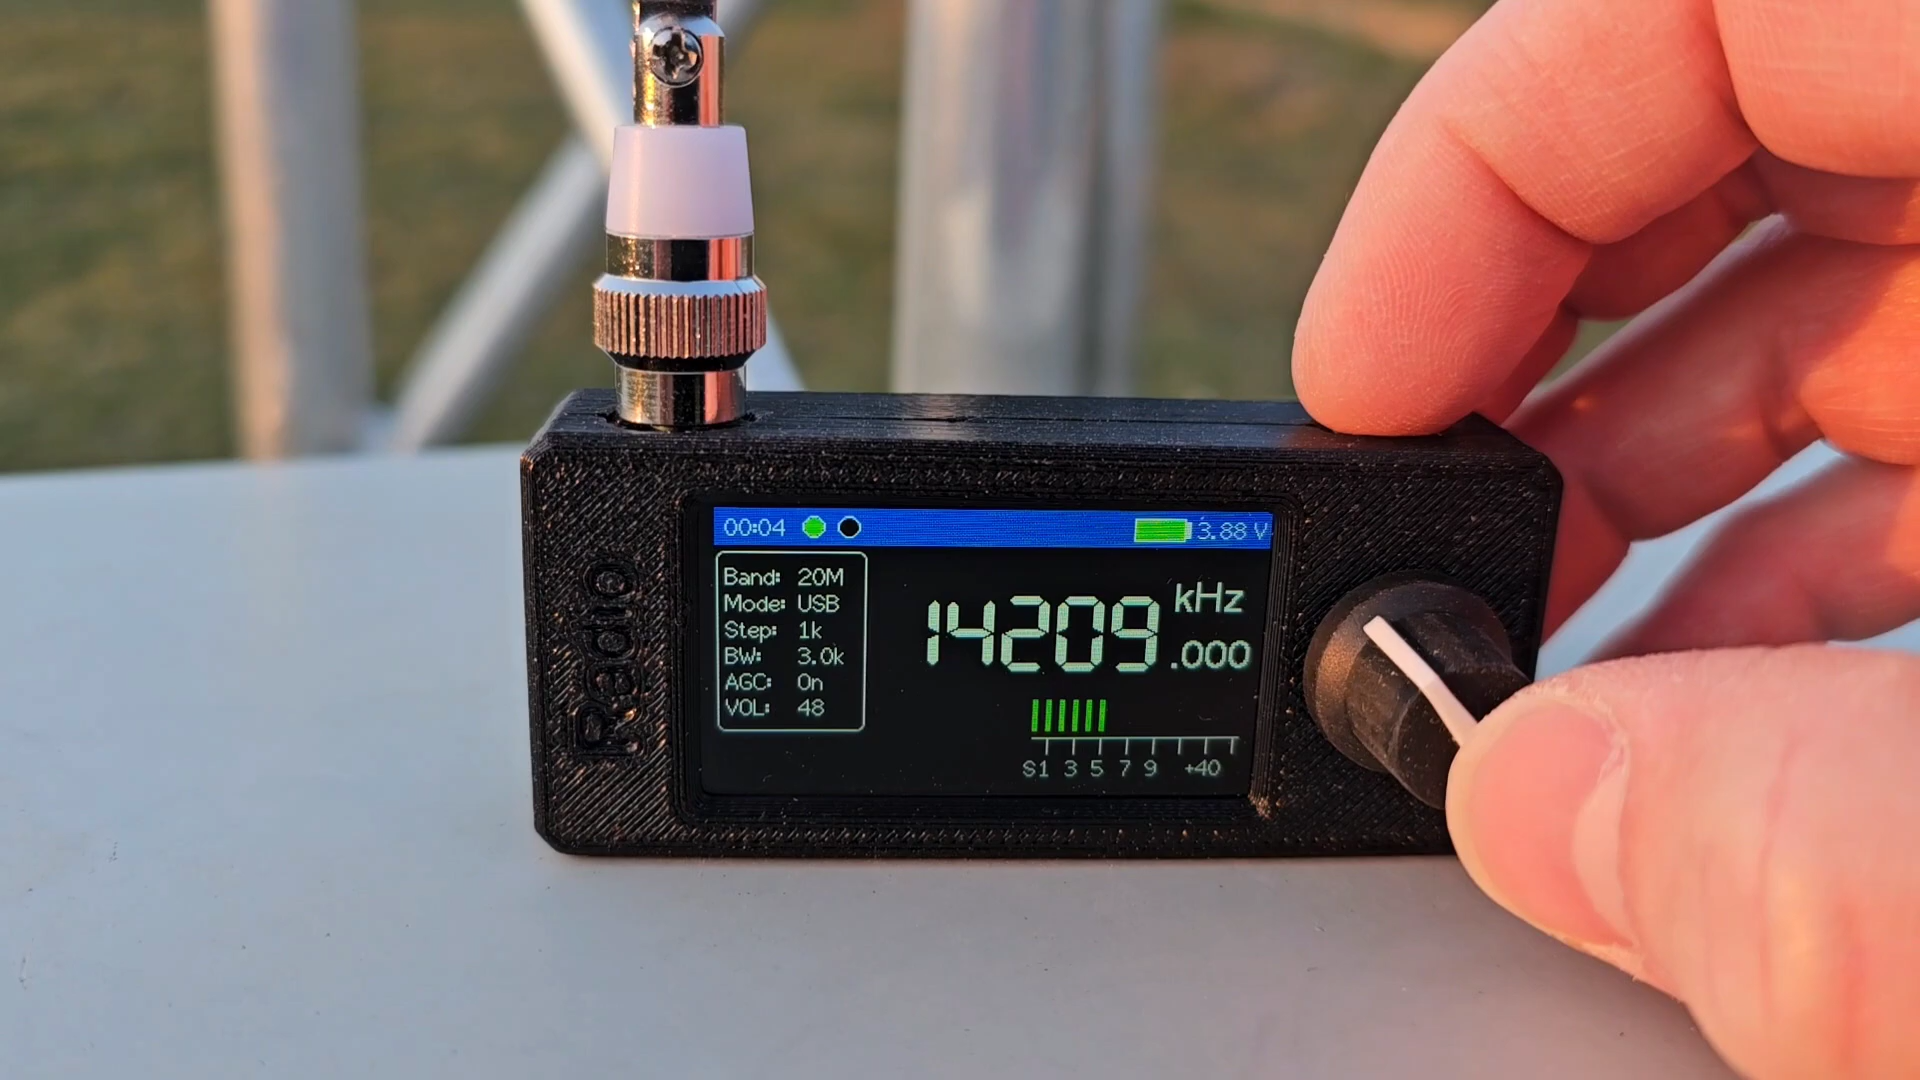 Radio
00:04 3.88 V
Band: 20M
Mode: USB
Step: 1k
BW: 3.0k
AGC: On
VOL: 48
14209.000 kHz
S1 3 5 7 9 +40